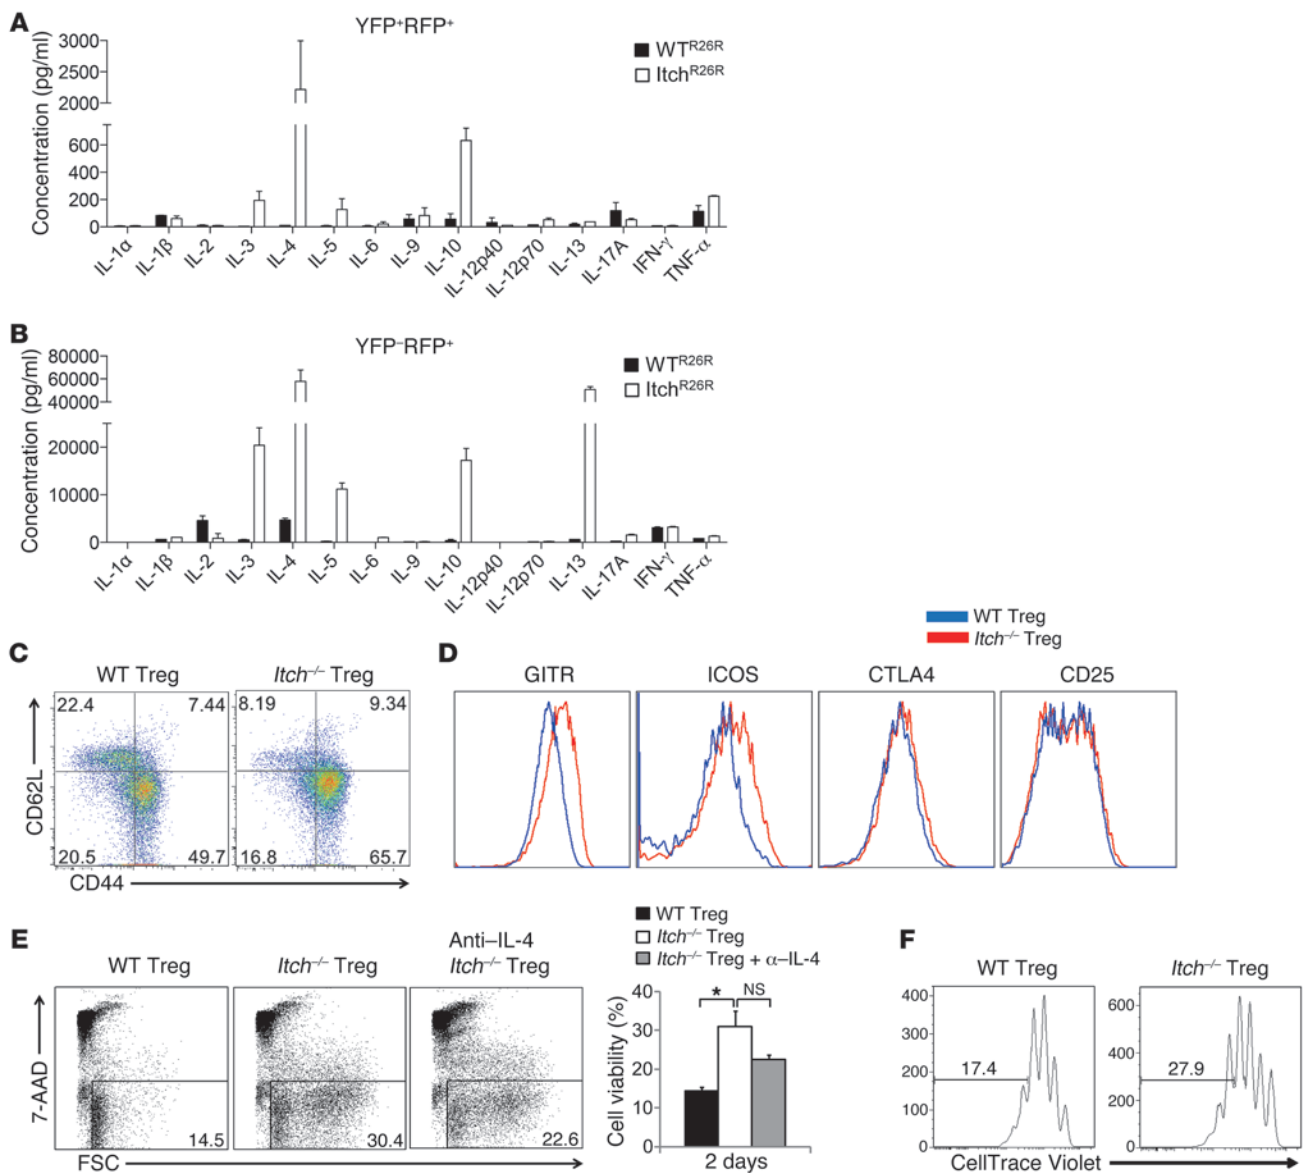 A
YFP+RFP+
WT^R26R
Itch^R26R
Concentration (pg/ml)
3000
2500
2000
600
400
200
0
IL-1α IL-1β IL-2 IL-3 IL-4 IL-5 IL-6 IL-9 IL-10 IL-12p40 IL-12p70 IL-13 IL-17A IFN-γ TNF-α
B
YFP–RFP+
WT^R26R
Itch^R26R
Concentration (pg/ml)
80000
60000
40000
20000
10000
0
IL-1α IL-1β IL-2 IL-3 IL-4 IL-5 IL-6 IL-9 IL-10 IL-12p40 IL-12p70 IL-13 IL-17A IFN-γ TNF-α
C
WT Treg Itch–/– Treg
22.4 7.44 8.19 9.34
20.5 49.7 16.8 65.7
CD62L
CD44
D
WT Treg
Itch–/– Treg
GITR ICOS CTLA4 CD25
E
WT Treg Itch–/– Treg
Anti–IL-4
Itch–/– Treg
14.5 30.4 22.6
7-AAD
FSC
WT Treg
Itch–/– Treg
Itch–/– Treg + α–IL-4
Cell viability (%)
40
30
20
10
0
* NS
2 days
F
WT Treg Itch–/– Treg
400
300
200
100
0
17.4
600
400
200
0
27.9
CellTrace Violet